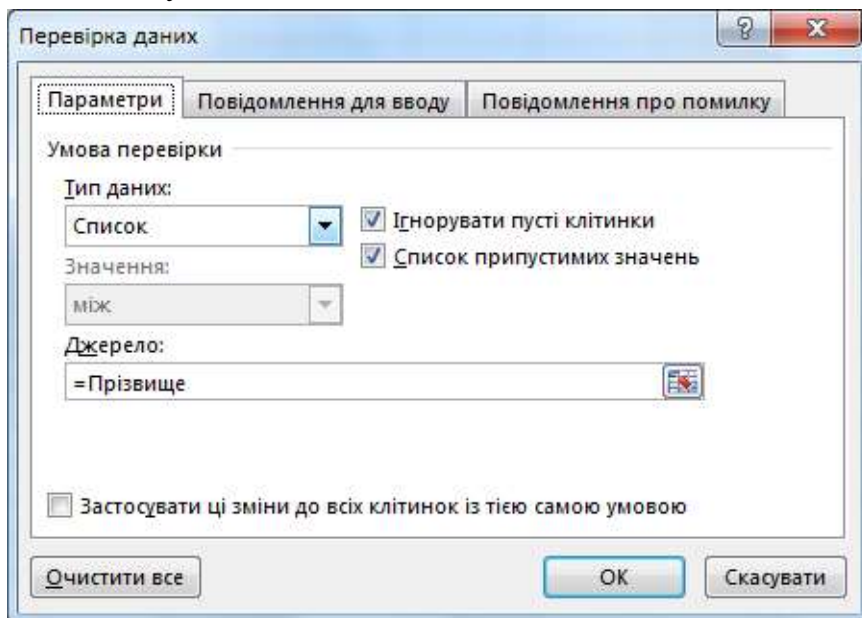 Перевірка даних
Параметри Повідомлення для вводу Повідомлення про помилку
Умова перевірки
Тип даних:
Список
Ігнорувати пусті клітинки
Список припустимих значень
Значення:
між
Джерело:
=Прізвище
Застосувати ці зміни до всіх клітинок із тією самою умовою
Очистити все ОК Скасувати